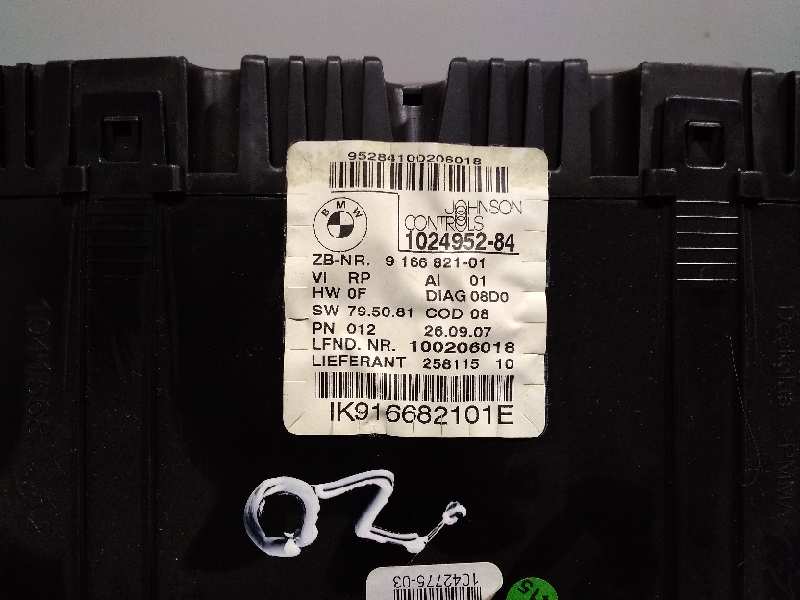 95284100206018
BMW
JOHNSON
CONTROLS
1024952-84
ZB-NR. 9 166 821-01
VI RP AI 01
HW 0F DIAG 08D0
SW 79.50.81 COD 08
PN 012 26.09.07
LFND. NR. 100206018
LIEFERANT 258115 10
IK916682101E
1C42775-03